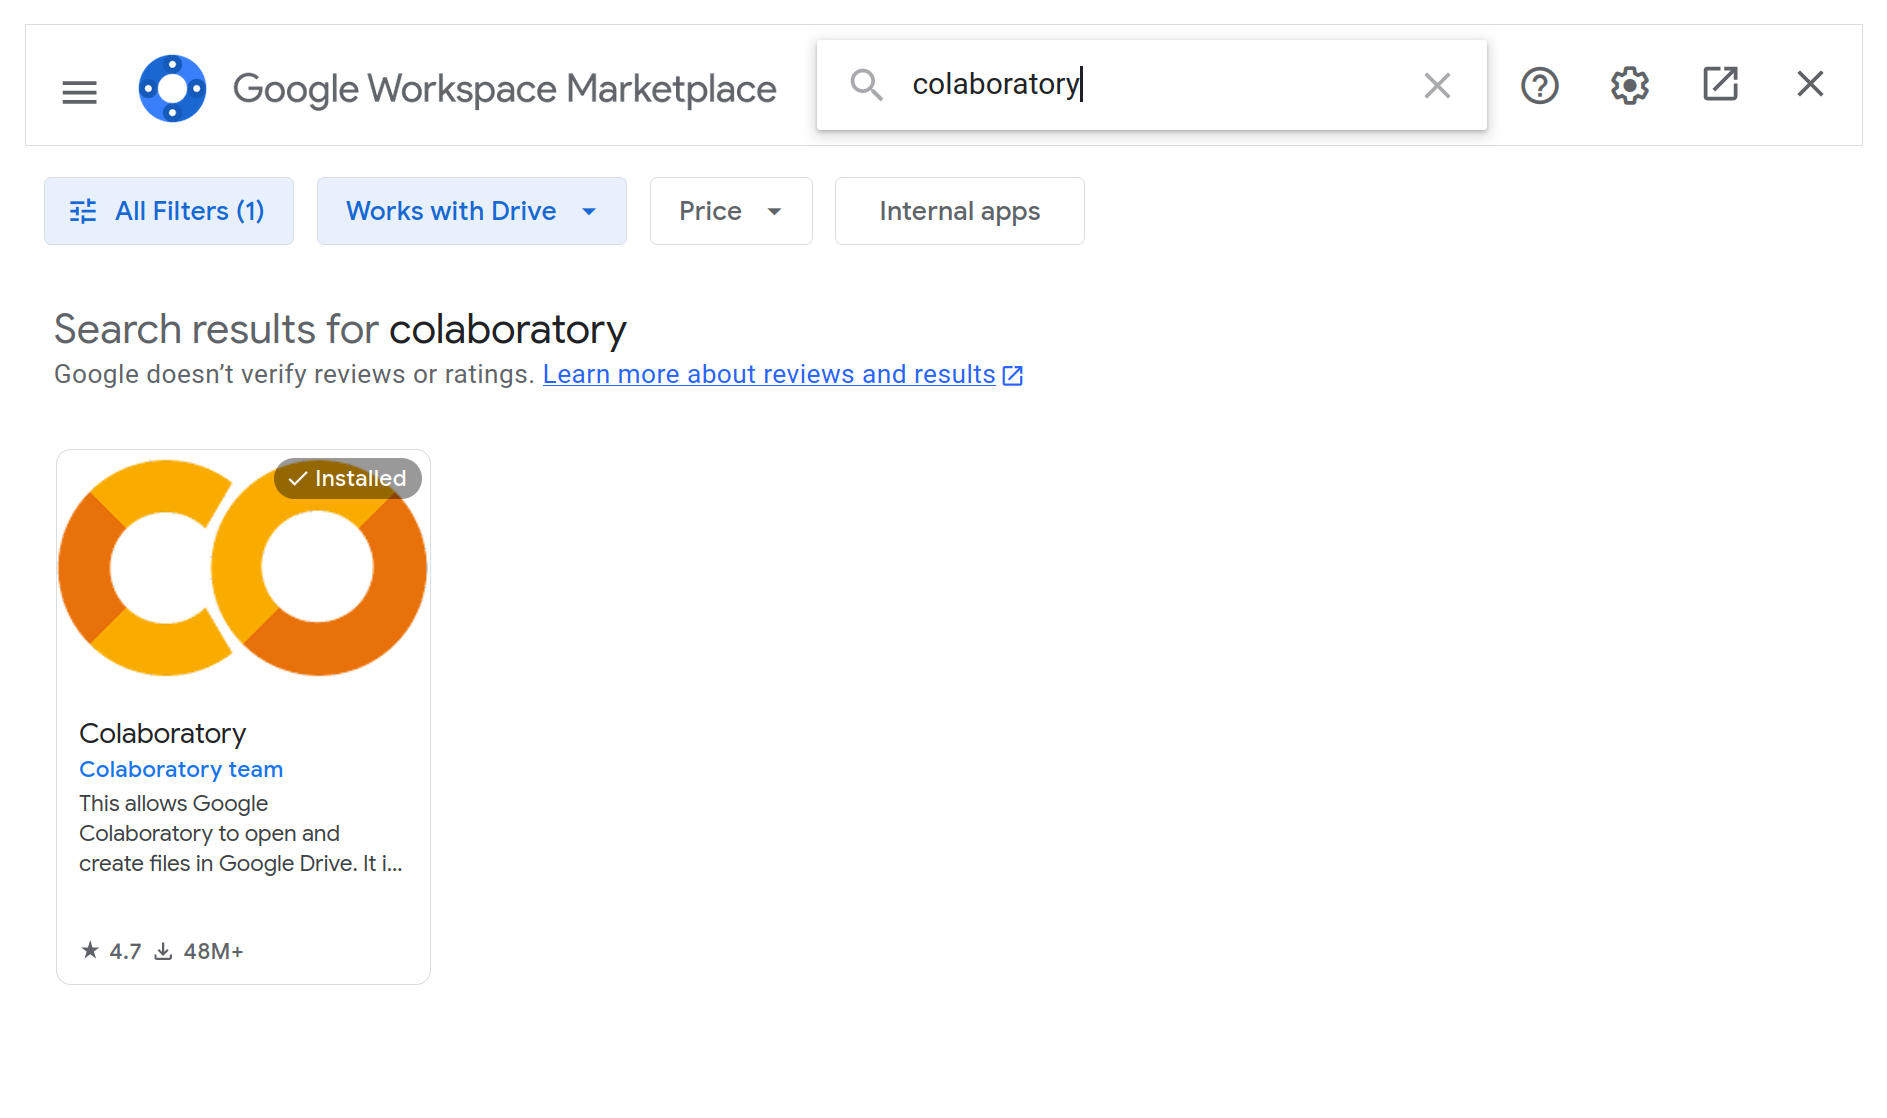 Google Workspace Marketplace
colaboratory
All Filters (1)
Works with Drive
Price
Internal apps
Search results for colaboratory
Google doesn’t verify reviews or ratings. Learn more about reviews and results
Installed
Colaboratory
Colaboratory team
This allows Google
Colaboratory to open and
create files in Google Drive. It i...
★ 4.7 48M+